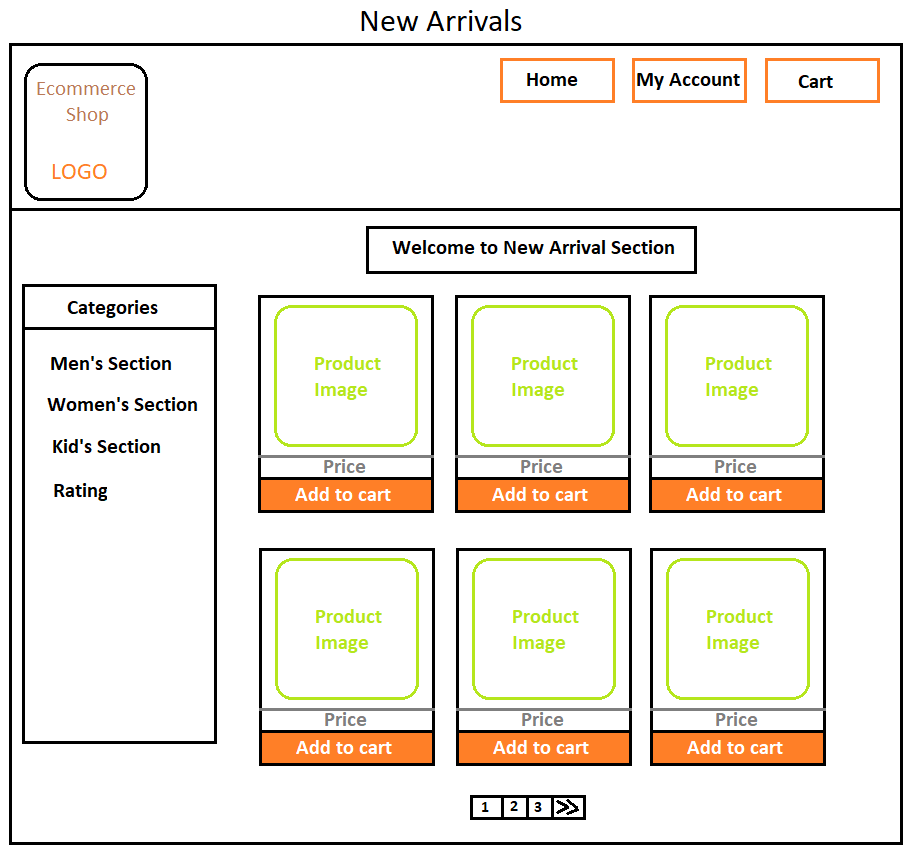 New Arrivals
Ecommerce
Shop
LOGO
Home
My Account
Cart
Welcome to New Arrival Section
Categories
Men's Section
Women's Section
Kid's Section
Rating
Product
Image
Price
Add to cart
Product
Image
Price
Add to cart
Product
Image
Price
Add to cart
Product
Image
Price
Add to cart
Product
Image
Price
Add to cart
Product
Image
Price
Add to cart
1 2 3